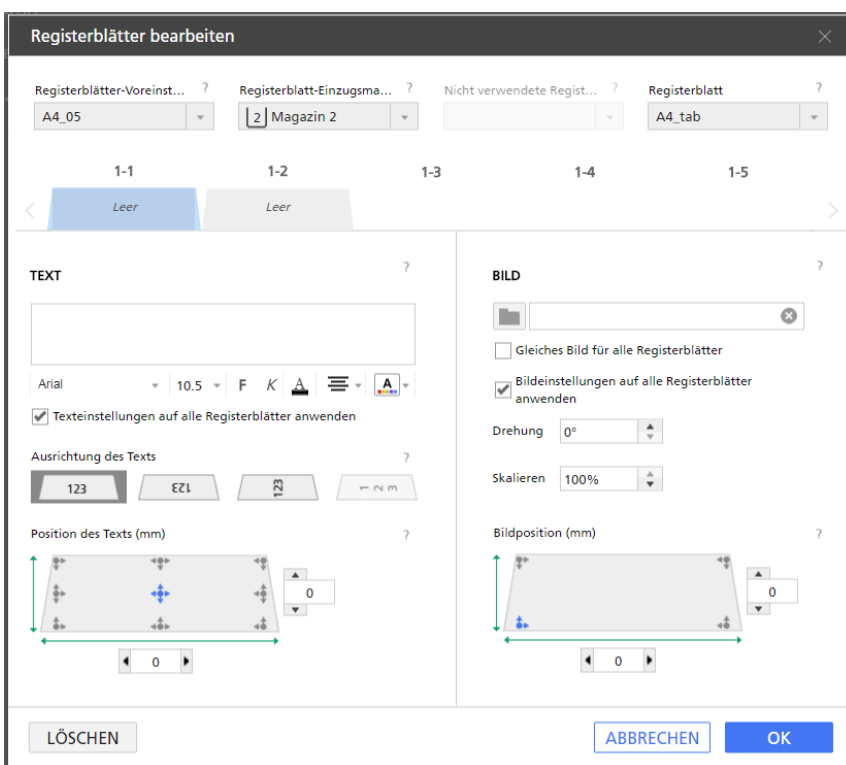 Registerblätter bearbeiten
Registerblätter-Voreinst... ? Registerblatt-Einzugsma... ? Nicht verwendete Regist... ? Registerblatt ?
A4_05 2 Magazin 2 A4_tab
1-1 1-2 1-3 1-4 1-5
Leer Leer
TEXT ?
Arial 10.5 F K A A
Texteinstellungen auf alle Registerblätter anwenden
Ausrichtung des Texts ?
123 123 123 1 2 3
Position des Texts (mm) ?
0
0
BILD ?
Gleiches Bild für alle Registerblätter
Bildeinstellungen auf alle Registerblätter
anwenden
Drehung 0°
Skalieren 100%
Bildposition (mm) ?
0
0
LÖSCHEN ABBRECHEN OK